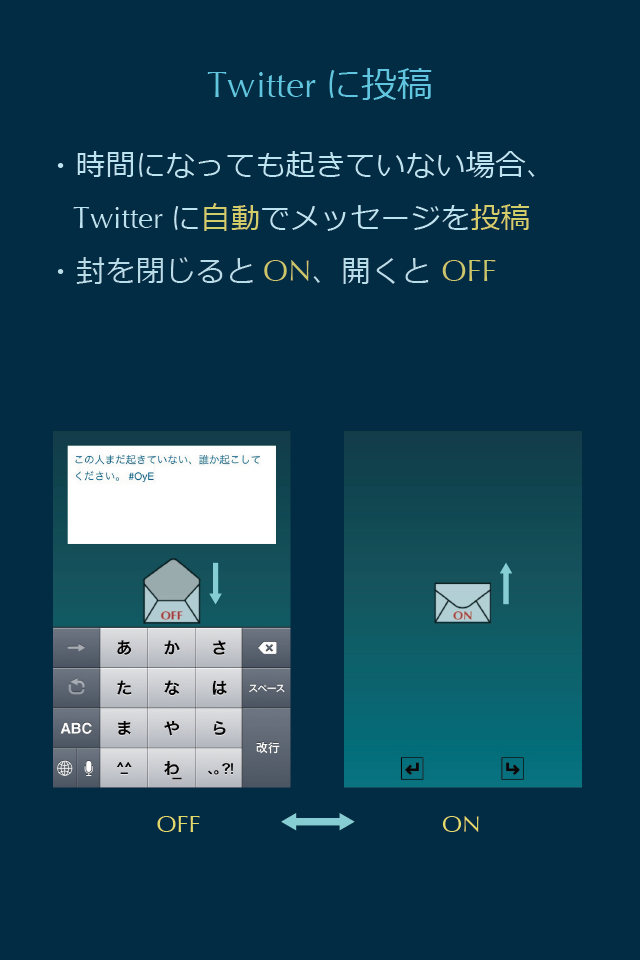 Twitter に投稿
・時間になっても起きていない場合、
Twitter に自動でメッセージを投稿
・封を閉じると ON、開くと OFF
この人まだ起きていない、誰か起こして
ください。 #OyE
OFF
ON
→ あ か さ
た な は スペース
ABC ま や ら 改行
^_^ わ_ 、。?!
OFF
ON